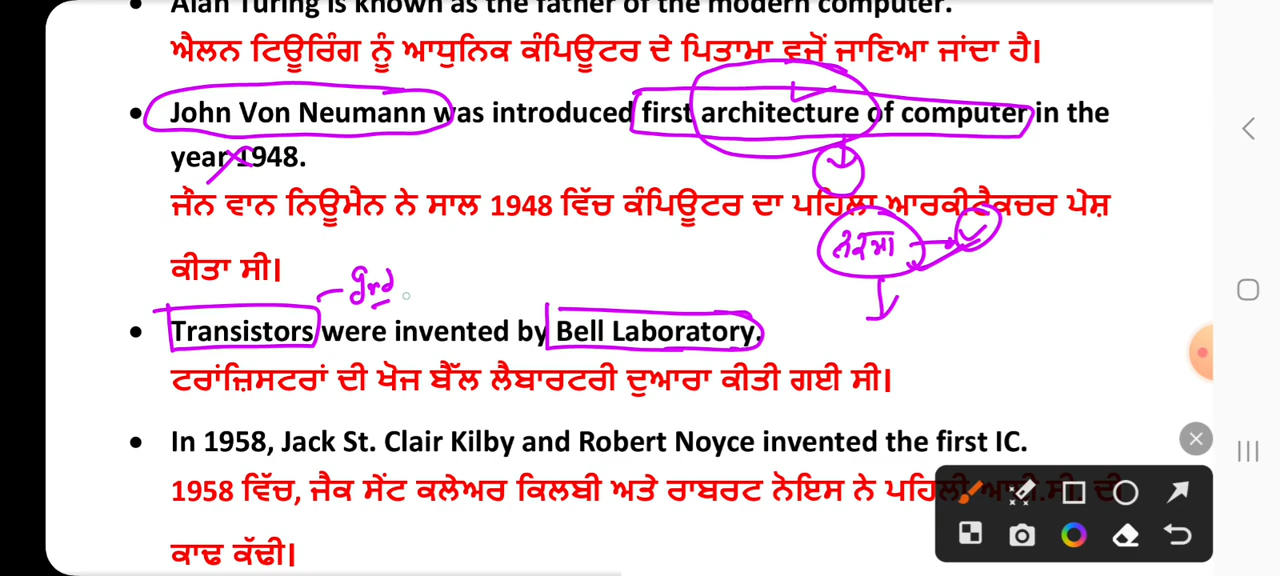 Alan Turing is known as the father of the modern computer.
ਐਲਨ ਟਿਊਰਿੰਗ ਨੂੰ ਆਧੁਨਿਕ ਕੰਪਿਊਟਰ ਦੇ ਪਿਤਾਮਾ ਵਜੋਂ ਜਾਣਿਆ ਜਾਂਦਾ ਹੈ।
• John Von Neumann was introduced first architecture of computer in the
year 1948.
ਜੌਨ ਵਾਨ ਨਿਊਮੈਨ ਨੇ ਸਾਲ 1948 ਵਿੱਚ ਕੰਪਿਊਟਰ ਦਾ ਪਹਿਲਾ ਆਰਕੀਟੈਕਚਰ ਪੇਸ਼
ਕੀਤਾ ਸੀ।
• Transistors were invented by Bell Laboratory.
ਟਰਾਂਜ਼ਿਸਟਰਾਂ ਦੀ ਖੋਜ ਬੈੱਲ ਲੈਬਾਰਟਰੀ ਦੁਆਰਾ ਕੀਤੀ ਗਈ ਸੀ।
• In 1958, Jack St. Clair Kilby and Robert Noyce invented the first IC.
1958 ਵਿੱਚ, ਜੈਕ ਸੇਂਟ ਕਲੇਅਰ ਕਿਲਬੀ ਅਤੇ ਰਾਬਰਟ ਨੋਇਸ ਨੇ ਪਹਿਲੀ ਆਈ.ਸੀ. ਦੀ
ਕਾਢ ਕੱਢੀ।